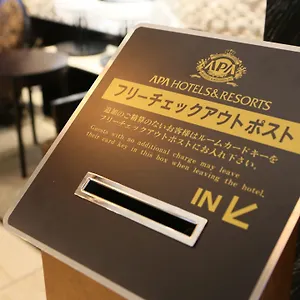 APA
APA HOTELS&RESORTS
フリーチェックアウトポスト
追加のご精算のないお客様はルームカードキーを
フリーチェックアウトポストにお入れ下さい。
Guests with no additional charge may leave
their card key in this box when leaving the hotel.
IN